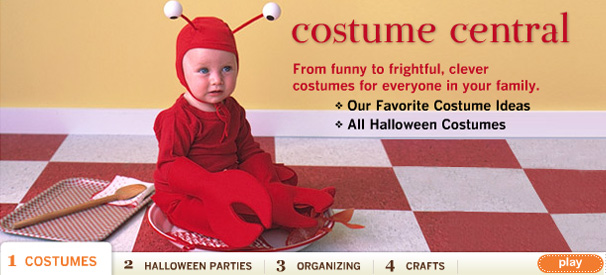 costume central
From funny to frightful, clever
costumes for everyone in your family.
❖ Our Favorite Costume Ideas
❖ All Halloween Costumes
1 COSTUMES
2 HALLOWEEN PARTIES
3 ORGANIZING
4 CRAFTS
play